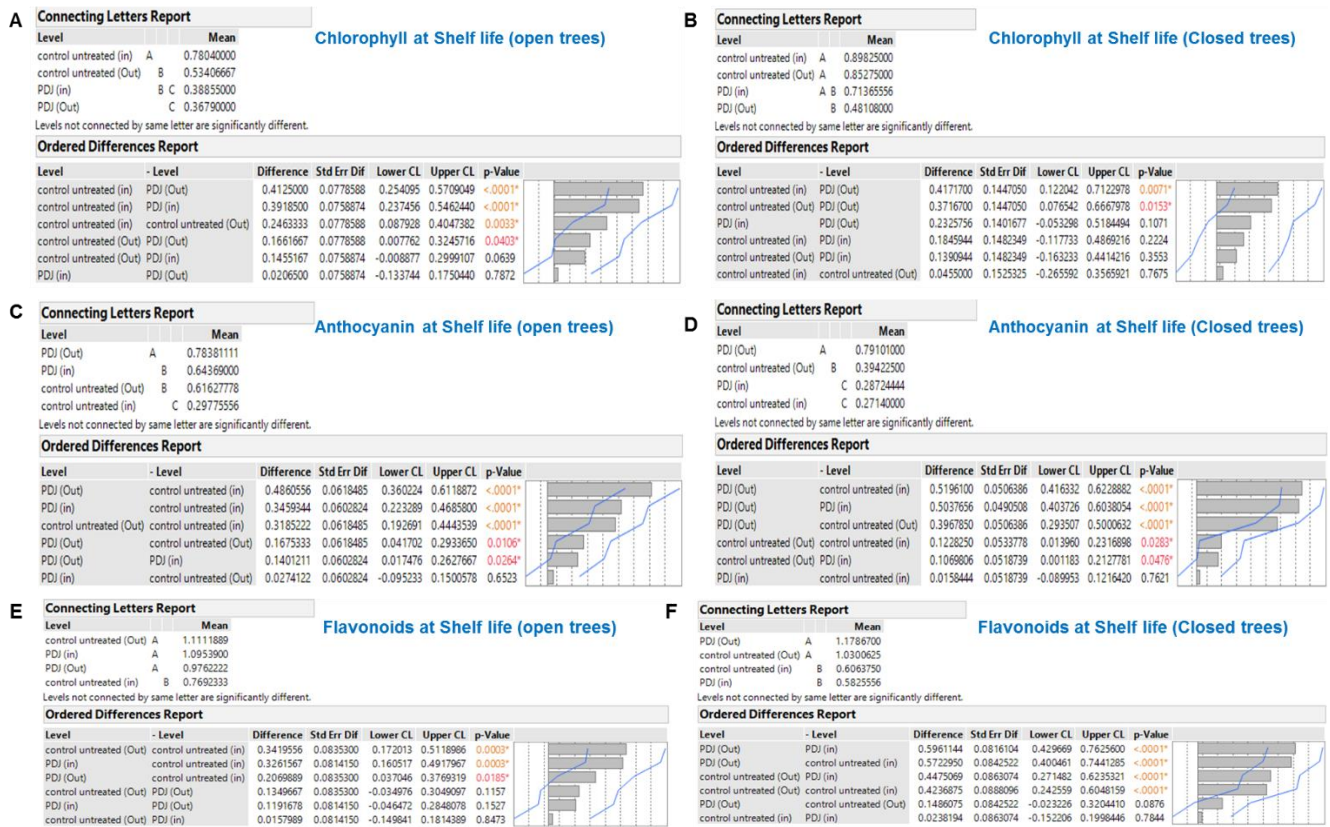 A
Connecting Letters Report
Chlorophyll at Shelf life (open trees)
Level Mean
control untreated (in) A 0.78040000
control untreated (Out) B 0.53406667
PDJ (in) B C 0.38855000
PDJ (Out) C 0.36790000
Levels not connected by same letter are significantly different.
Ordered Differences Report
Level - Level Difference Std Err Dif Lower CL Upper CL p-Value
control untreated (in) PDJ (Out) 0.4125000 0.0778588 0.254095 0.5709049 <.0001*
control untreated (in) PDJ (in) 0.3918500 0.0758874 0.237456 0.5462440 <.0001*
control untreated (in) control untreated (Out) 0.2463333 0.0778588 0.087928 0.4047382 0.0033*
control untreated (Out) PDJ (Out) 0.1661667 0.0778588 0.007762 0.3245716 0.0403*
control untreated (Out) PDJ (in) 0.1455167 0.0758874 -0.008877 0.2999107 0.0639
PDJ (in) PDJ (Out) 0.0206500 0.0758874 -0.133744 0.1750440 0.7872
B
Connecting Letters Report
Chlorophyll at Shelf life (Closed trees)
Level Mean
control untreated (in) A 0.89825000
control untreated (Out) A 0.85275000
PDJ (in) A B 0.71365556
PDJ (Out) B 0.48108000
Levels not connected by same letter are significantly different.
Ordered Differences Report
Level - Level Difference Std Err Dif Lower CL Upper CL p-Value
control untreated (in) PDJ (Out) 0.4171700 0.1447050 0.122042 0.7122978 0.0071*
control untreated (Out) PDJ (Out) 0.3716700 0.1447050 0.076542 0.6667978 0.0153*
PDJ (in) PDJ (Out) 0.2325756 0.1401677 -0.053298 0.5184494 0.1071
control untreated (in) PDJ (in) 0.1845944 0.1482349 -0.117733 0.4869216 0.2224
control untreated (Out) PDJ (in) 0.1390944 0.1482349 -0.163233 0.4414216 0.3553
control untreated (in) control untreated (Out) 0.0455000 0.1525325 -0.265592 0.3565921 0.7675
C
Connecting Letters Report
Anthocyanin at Shelf life (open trees)
Level Mean
PDJ (Out) A 0.78381111
PDJ (in) B 0.64369000
control untreated (Out) B 0.61627778
control untreated (in) C 0.29775556
Levels not connected by same letter are significantly different.
Ordered Differences Report
Level - Level Difference Std Err Dif Lower CL Upper CL p-Value
PDJ (Out) control untreated (in) 0.4860556 0.0618485 0.360224 0.6118872 <.0001*
PDJ (in) control untreated (in) 0.3459344 0.0602824 0.223289 0.4685800 <.0001*
control untreated (Out) control untreated (in) 0.3185222 0.0618485 0.192691 0.4443539 <.0001*
PDJ (Out) control untreated (Out) 0.1675333 0.0618485 0.041702 0.2933650 0.0106*
PDJ (Out) PDJ (in) 0.1401211 0.0602824 0.017476 0.2627667 0.0264*
PDJ (in) control untreated (Out) 0.0274122 0.0602824 -0.095233 0.1500578 0.6523
D
Connecting Letters Report
Anthocyanin at Shelf life (Closed trees)
Level Mean
PDJ (Out) A 0.79101000
control untreated (Out) B 0.39422500
PDJ (in) C 0.28724444
control untreated (in) C 0.27140000
Levels not connected by same letter are significantly different.
Ordered Differences Report
Level - Level Difference Std Err Dif Lower CL Upper CL p-Value
PDJ (Out) control untreated (in) 0.5196100 0.0506386 0.416332 0.6228882 <.0001*
PDJ (Out) PDJ (in) 0.5037656 0.0490508 0.403726 0.6038054 <.0001*
PDJ (Out) control untreated (Out) 0.3967850 0.0506386 0.293507 0.5000632 <.0001*
control untreated (Out) control untreated (in) 0.1228250 0.0533778 0.013960 0.2316898 0.0283*
control untreated (Out) PDJ (in) 0.1069806 0.0518739 0.001183 0.2127781 0.0476*
PDJ (in) control untreated (in) 0.0158444 0.0518739 -0.089953 0.1216420 0.7621
E
Connecting Letters Report
Flavonoids at Shelf life (open trees)
Level Mean
control untreated (Out) A 1.1111889
PDJ (in) A 1.0953900
PDJ (Out) A 0.9762222
control untreated (in) B 0.7692333
Levels not connected by same letter are significantly different.
Ordered Differences Report
Level - Level Difference Std Err Dif Lower CL Upper CL p-Value
control untreated (Out) control untreated (in) 0.3419556 0.0835300 0.172013 0.5118986 0.0003*
PDJ (in) control untreated (in) 0.3261567 0.0814150 0.160517 0.4917967 0.0003*
PDJ (Out) control untreated (in) 0.2069889 0.0835300 0.037046 0.3769319 0.0185*
control untreated (Out) PDJ (Out) 0.1349667 0.0835300 -0.034976 0.3049097 0.1157
PDJ (in) PDJ (Out) 0.1191678 0.0814150 -0.046472 0.2848078 0.1527
control untreated (Out) PDJ (in) 0.0157989 0.0814150 -0.149841 0.1814389 0.8473
F
Connecting Letters Report
Flavonoids at Shelf life (Closed trees)
Level Mean
PDJ (Out) A 1.1786700
control untreated (Out) A 1.0300625
control untreated (in) B 0.6063750
PDJ (in) B 0.5825556
Levels not connected by same letter are significantly different.
Ordered Differences Report
Level - Level Difference Std Err Dif Lower CL Upper CL p-Value
PDJ (Out) PDJ (in) 0.5961144 0.0816104 0.429669 0.7625600 <.0001*
PDJ (Out) control untreated (in) 0.5722950 0.0842522 0.400461 0.7441285 <.0001*
control untreated (Out) PDJ (in) 0.4475069 0.0863074 0.271482 0.6235321 <.0001*
control untreated (Out) control untreated (in) 0.4236875 0.0888096 0.242559 0.6048159 <.0001*
PDJ (Out) control untreated (Out) 0.1486075 0.0842522 -0.023226 0.3204410 0.0876
control untreated (in) PDJ (in) 0.0238194 0.0863074 -0.152206 0.1998446 0.7844